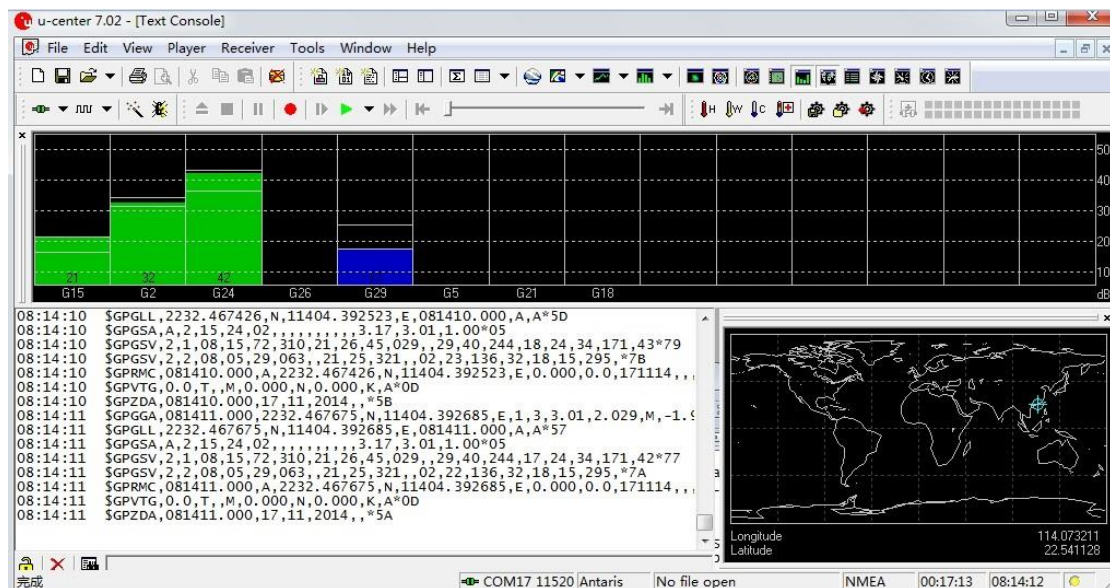 u-center 7.02 - [Text Console]
File Edit View Player Receiver Tools Window Help
50
40
30
20
10
dB
21 32 42
G15 G2 G24 G26 G29 G5 G21 G18
08:14:10 $GPGLL,2232.467426,N,11404.392523,E,081410.000,A,A*5D
08:14:10 $GPGSA,A,2,15,24,02,,,,,,,,,,3.17,3.01,1.00*05
08:14:10 $GPGSV,2,1,08,15,72,310,21,26,45,029,,29,40,244,18,24,34,171,43*79
08:14:10 $GPGSV,2,2,08,05,29,063,,21,25,321,,02,23,136,32,18,15,295,*7B
08:14:10 $GPRMC,081410.000,A,2232.467426,N,11404.392523,E,0.000,0.0,171114,,,
08:14:10 $GPVTG,0.0,T,,M,0.000,N,0.000,K,A*0D
08:14:10 $GPZDA,081410.000,17,11,2014,,*5B
08:14:11 $GPGGA,081411.000,2232.467675,N,11404.392685,E,1,3,3.01,2.029,M,-1.9
08:14:11 $GPGLL,2232.467675,N,11404.392685,E,081411.000,A,A*57
08:14:11 $GPGSA,A,2,15,24,02,,,,,,,,,,3.17,3.01,1.00*05
08:14:11 $GPGSV,2,1,08,15,72,310,21,26,45,029,,29,40,244,17,24,34,171,42*77
08:14:11 $GPGSV,2,2,08,05,29,063,,21,25,321,,02,22,136,32,18,15,295,*7A
08:14:11 $GPRMC,081411.000,A,2232.467675,N,11404.392685,E,0.000,0.0,171114,,,
08:14:11 $GPVTG,0.0,T,,M,0.000,N,0.000,K,A*0D
08:14:11 $GPZDA,081411.000,17,11,2014,,*5A
Longitude 114.073211
Latitude 22.541128
完成 COM17 11520 Antaris No file open NMEA 00:17:13 08:14:12